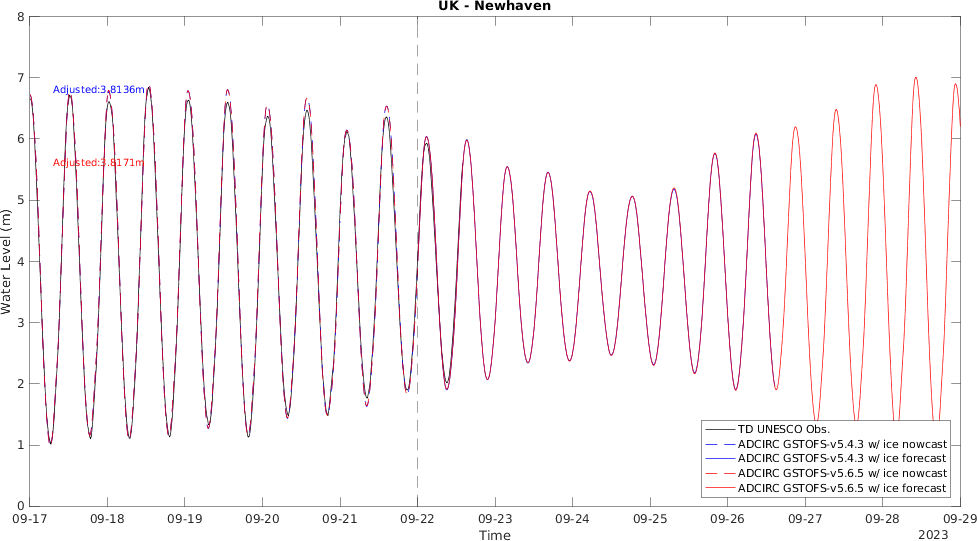 UK - Newhaven
8
7
6
5
4
3
2
1
0
Water Level (m)
Adjusted:3.8136m
Adjusted:3.8171m
TD UNESCO Obs.
ADCIRC GSTOFS-v5.4.3 w/ ice nowcast
ADCIRC GSTOFS-v5.4.3 w/ ice forecast
ADCIRC GSTOFS-v5.6.5 w/ ice nowcast
ADCIRC GSTOFS-v5.6.5 w/ ice forecast
09-17 09-18 09-19 09-20 09-21 09-22 09-23 09-24 09-25 09-26 09-27 09-28 09-29
Time
2023